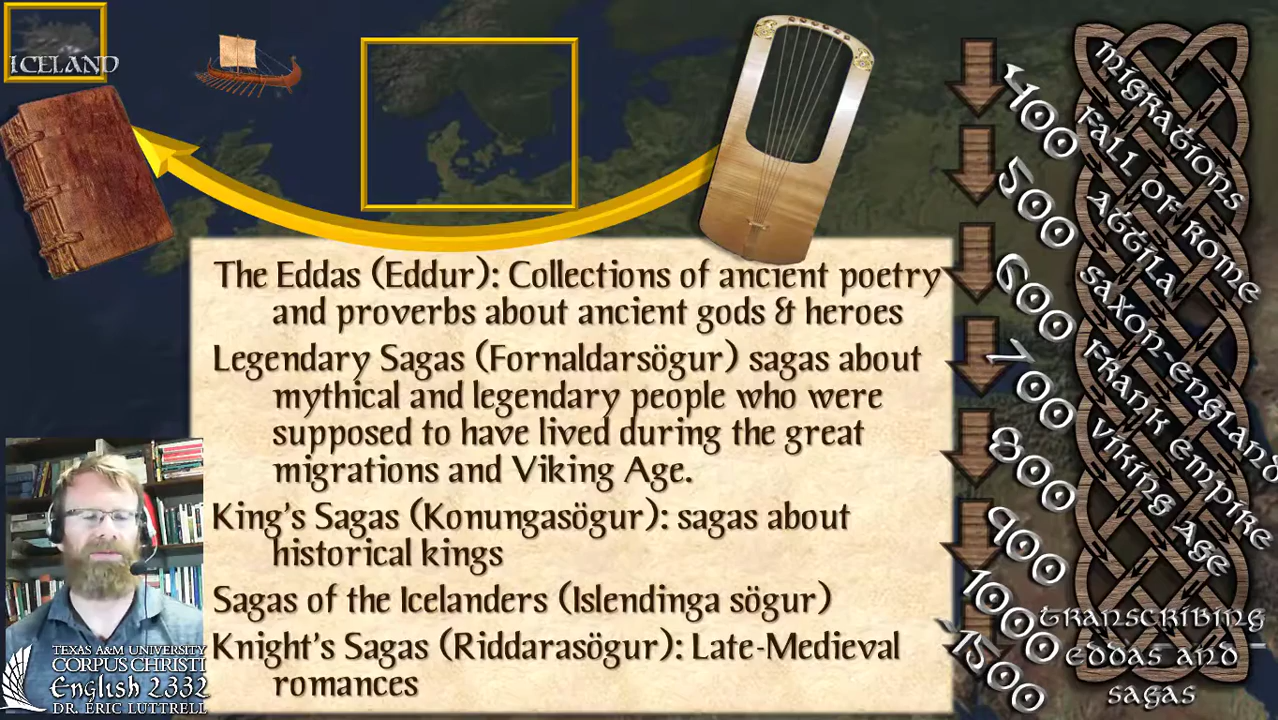 ICELAND
The Eddas (Eddur): Collections of ancient poetry
and proverbs about ancient gods & heroes
Legendary Sagas (Fornaldarsögur) sagas about
mythical and legendary people who were
supposed to have lived during the great
migrations and Viking Age.
King's Sagas (Konungasögur): sagas about
historical kings
Sagas of the Icelanders (Islendinga sögur)
Knight's Sagas (Riddarasögur): Late-Medieval
romances
400
500
600
700
800
900
1000
1500
MIGRATIONS
FALL OF ROME
ATTILA
SAXON-ENGLAND
FRANK EMPIRE
VIKING AGE
TRANSCRIBING
EDDAS AND
SAGAS
TEXAS A&M UNIVERSITY
CORPUS CHRISTI
English 2332
DR. ERIC LUTTRELL